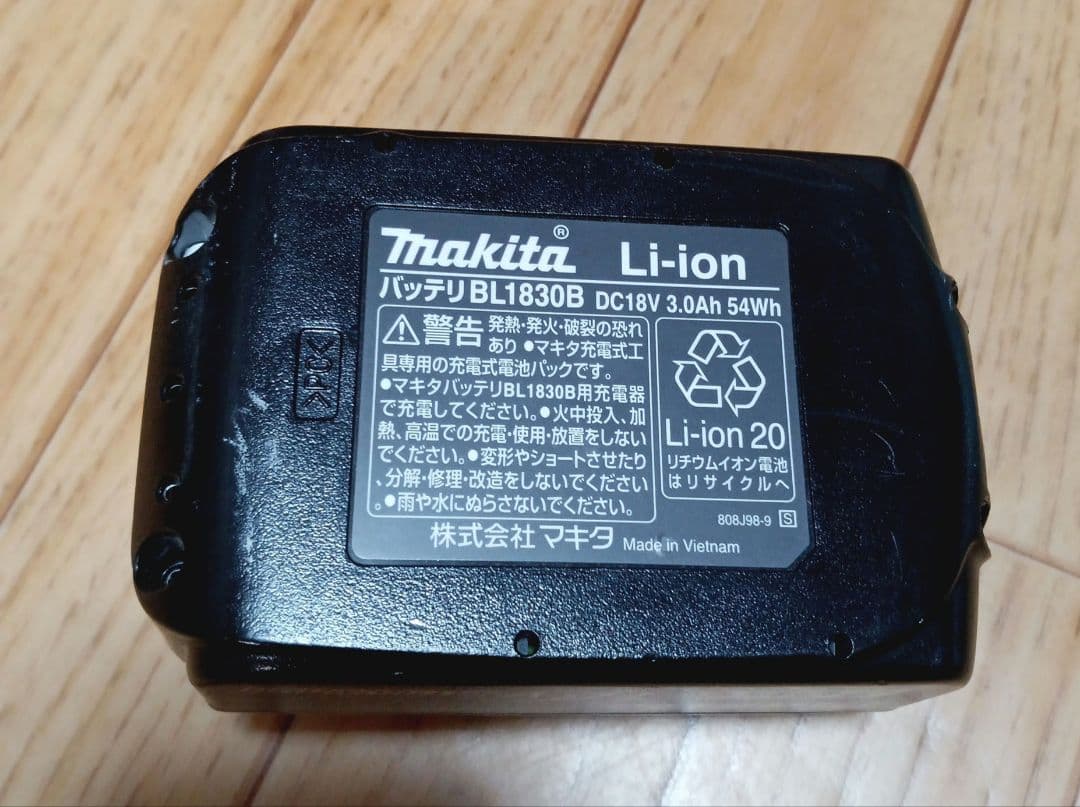 makita® Li-ion
バッテリBL1830B DC18V 3.0Ah 54Wh
警告 発熱・発火・破裂の恐れ
あり ●マキタ充電式工
具専用の充電式電池パックです。
●マキタバッテリBL1830B用充電器
で充電してください。●火中投入、加
熱、高温での充電・使用・放置をしない
でください。●変形やショートさせたり
、分解・修理・改造をしないでください
。●雨や水にぬらさないでください。
Li-ion 20
リチウムイオン電池
はリサイクルへ
808J98-9 S
株式会社マキタ Made in Vietnam
>PC<